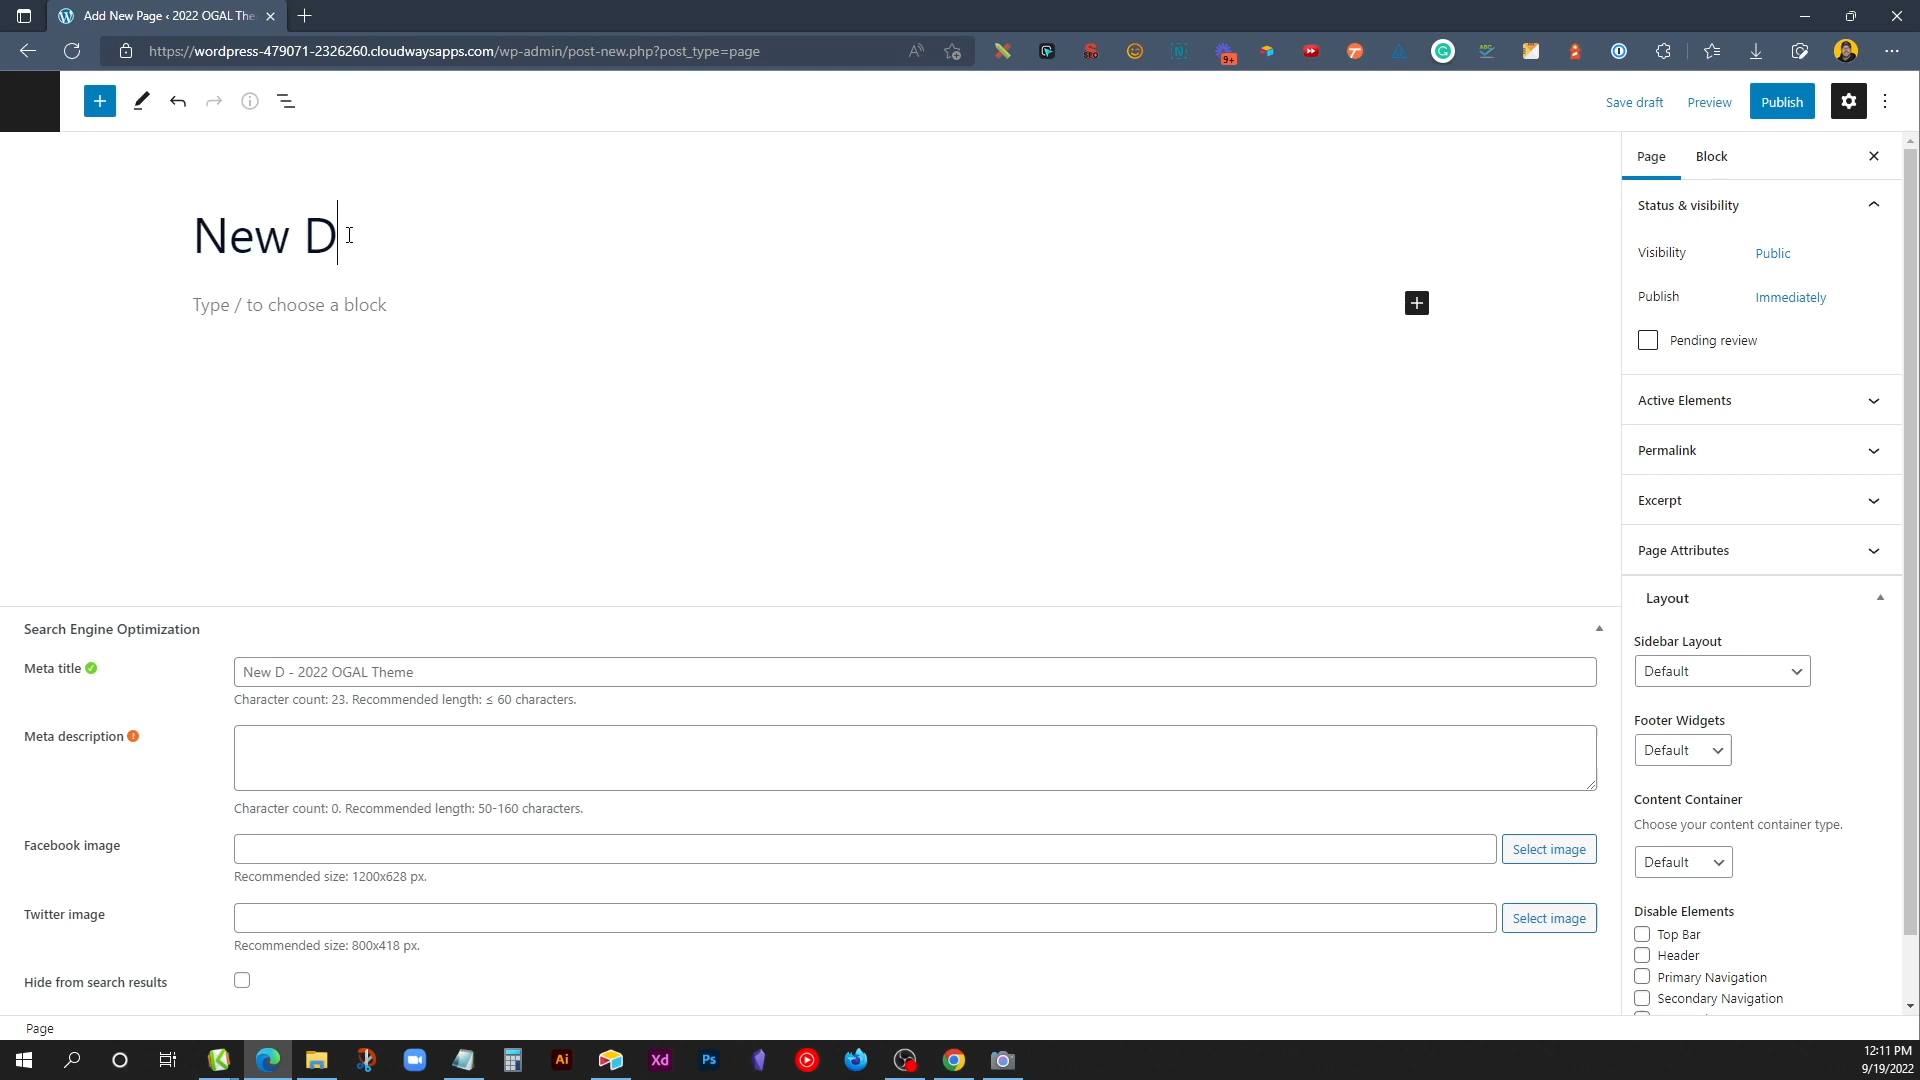 Add New Page ‹ 2022 OGAL The
https://wordpress-479071-2326260.cloudwaysapps.com/wp-admin/post-new.php?post_type=page
SEO
9+
ABC
Save draft
Preview
Publish
Page
Block
Status & visibility
New D
Visibility
Public
Type / to choose a block
Publish
Immediately
Pending review
Active Elements
Permalink
Excerpt
Page Attributes
Layout
Search Engine Optimization
Sidebar Layout
Meta title
New D - 2022 OGAL Theme
Default
Character count: 23. Recommended length: ≤ 60 characters.
Footer Widgets
Meta description
Default
Content Container
Character count: 0. Recommended length: 50-160 characters.
Choose your content container type.
Facebook image
Select image
Default
Recommended size: 1200x628 px.
Twitter image
Select image
Disable Elements
Top Bar
Recommended size: 800x418 px.
Header
Hide from search results
Primary Navigation
Secondary Navigation
Page
Ai
Xd
Ps
12:11 PM
9/19/2022